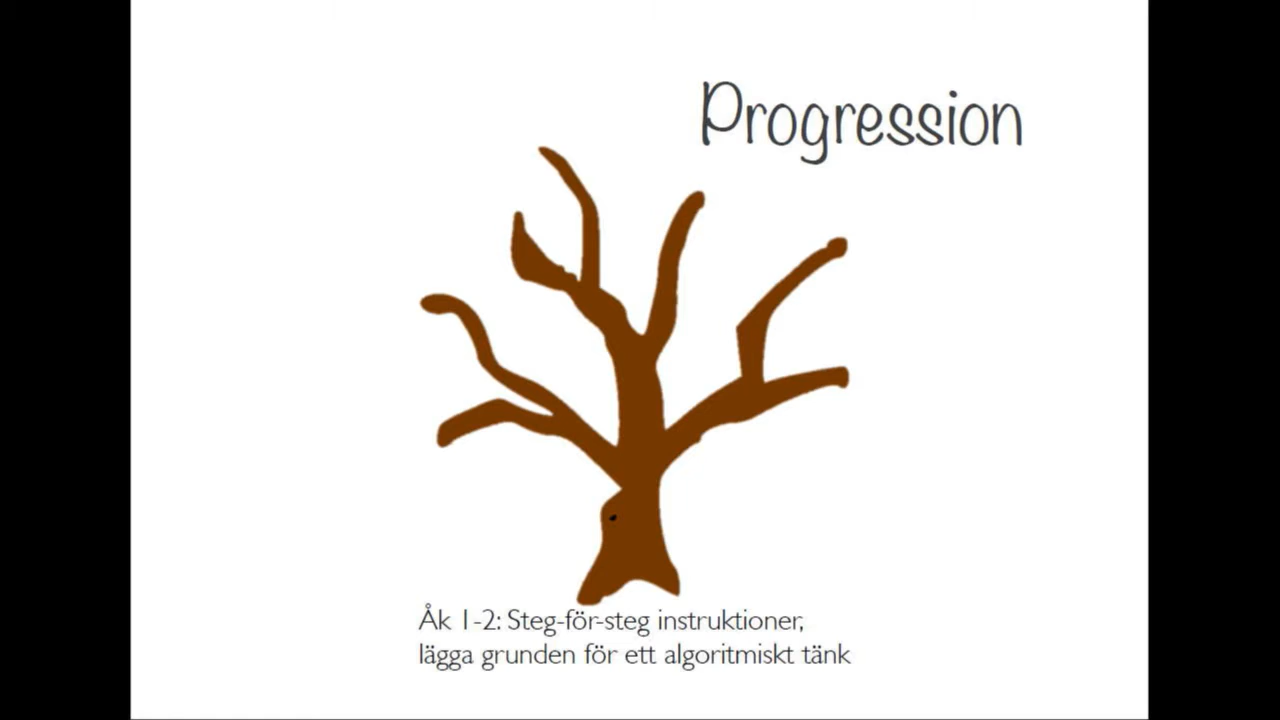 Progression
Åk 1-2: Steg-för-steg instruktioner,
lägga grunden för ett algoritmiskt tänk